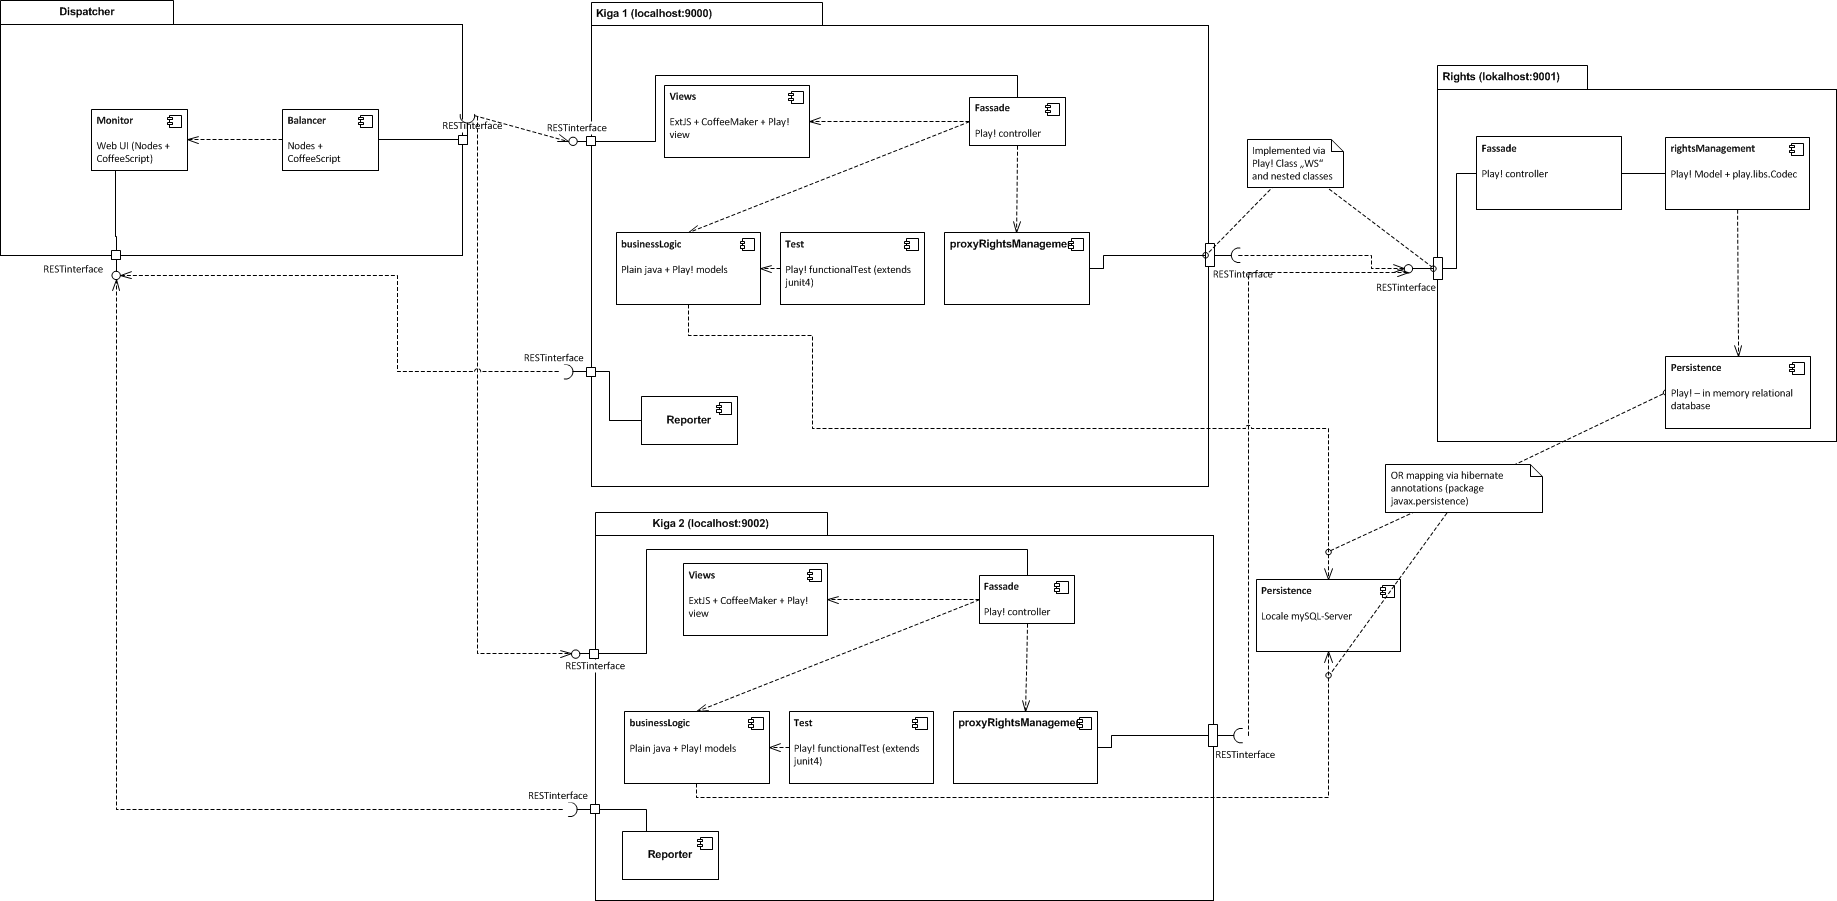 Dispatcher
Monitor
Web UI (Nodes +
CoffeeScript)
Balancer
Nodes +
CoffeeScript
RESTinterface
RESTinterface
Kiga 1 (localhost:9000)
RESTinterface
Views
ExtJS + CoffeeMaker + Play!
view
Fassade
Play! controller
businessLogic
Plain java + Play! models
Test
Play! functionalTest (extends
junit4)
proxyRightsManagemer
RESTinterface
RESTinterface
Reporter
Implemented via
Play! Class „WS“
and nested classes
Rights (lokalhost:9001)
RESTinterface
Fassade
Play! controller
rightsManagement
Play! Model + play.libs.Codec
Persistence
Play! – in memory relational
database
OR mapping via hibernate
annotations (package
javax.persistence)
Kiga 2 (localhost:9002)
RESTinterface
Views
ExtJS + CoffeeMaker + Play!
view
Fassade
Play! controller
businessLogic
Plain java + Play! models
Test
Play! functionalTest (extends
junit4)
proxyRightsManagemer
RESTinterface
RESTinterface
Reporter
Persistence
Locale mySQL-Server